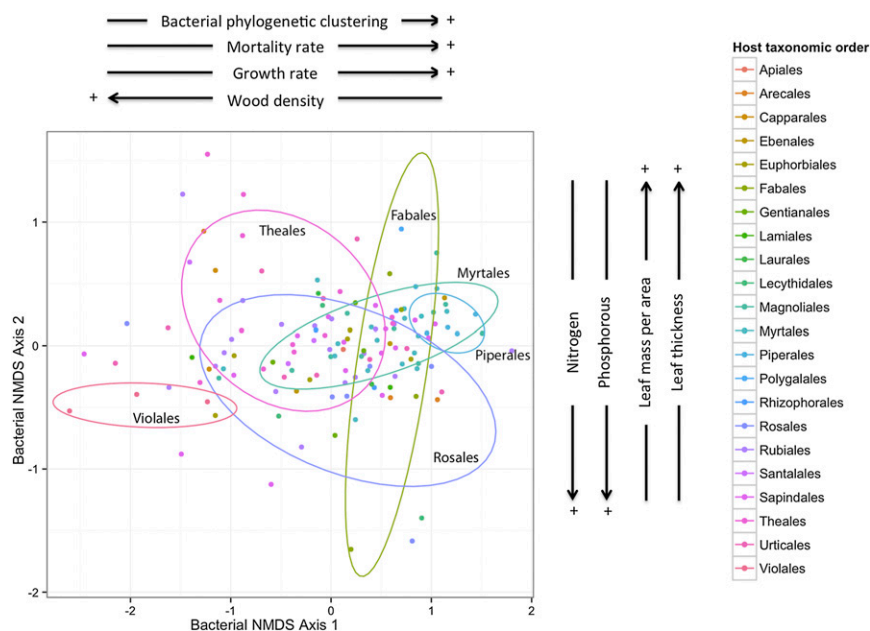 Bacterial phylogenetic clustering +
Mortality rate +
Growth rate +
+ Wood density
Host taxonomic order
Apiales
Arecales
Capparales
Ebenales
Euphorbiales
Fabales
Gentianales
Lamiales
Laurales
Lecythidales
Magnoliales
Myrtales
Piperales
Polygalales
Rhizophorales
Rosales
Rubiales
Santalales
Sapindales
Theales
Urticales
Violales
Bacterial NMDS Axis 2
2
1
0
-1
-2
Theales
Fabales
Myrtales
Piperales
Violales
Rosales
-2 -1 0 1 2
Bacterial NMDS Axis 1
+ +
Nitrogen
Phosphorous
Leaf mass per area
Leaf thickness
+ +